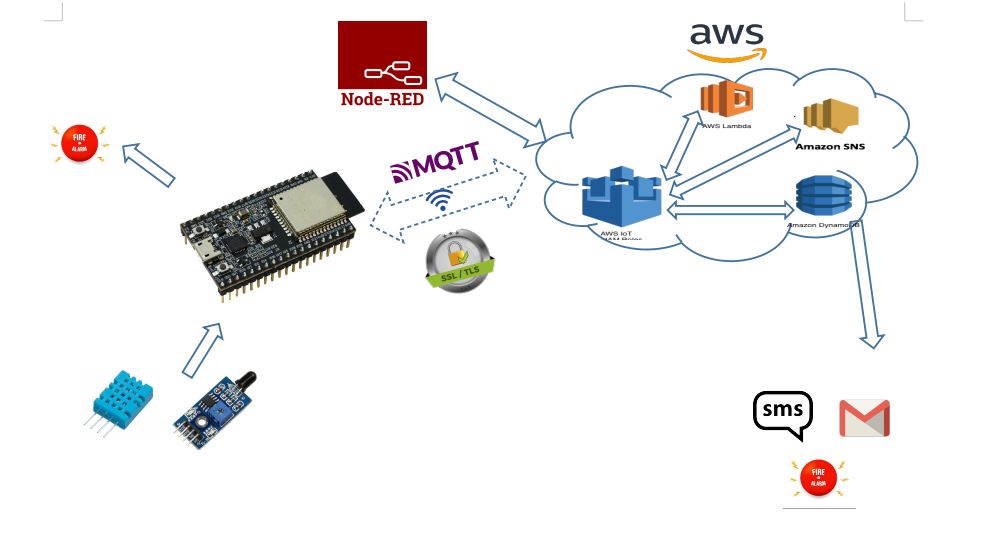 aws
Node-RED
AWS Lambda
Amazon SNS
FIRE
ALARM
MQTT
AWS IoT
IAM Roles
Amazon DynamoDB
SSL / TLS
sms
FIRE
ALARM